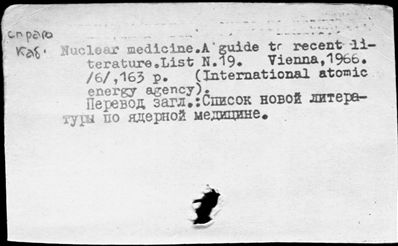 справо
Каб.
Nuclear medicine.A guide to recent li-
terature.List N.19. Vienna,1966.
/6/,163 p. (International atomic
energy agency).
Перевод загл.:Список новой литера-
туры по ядерной медицине.